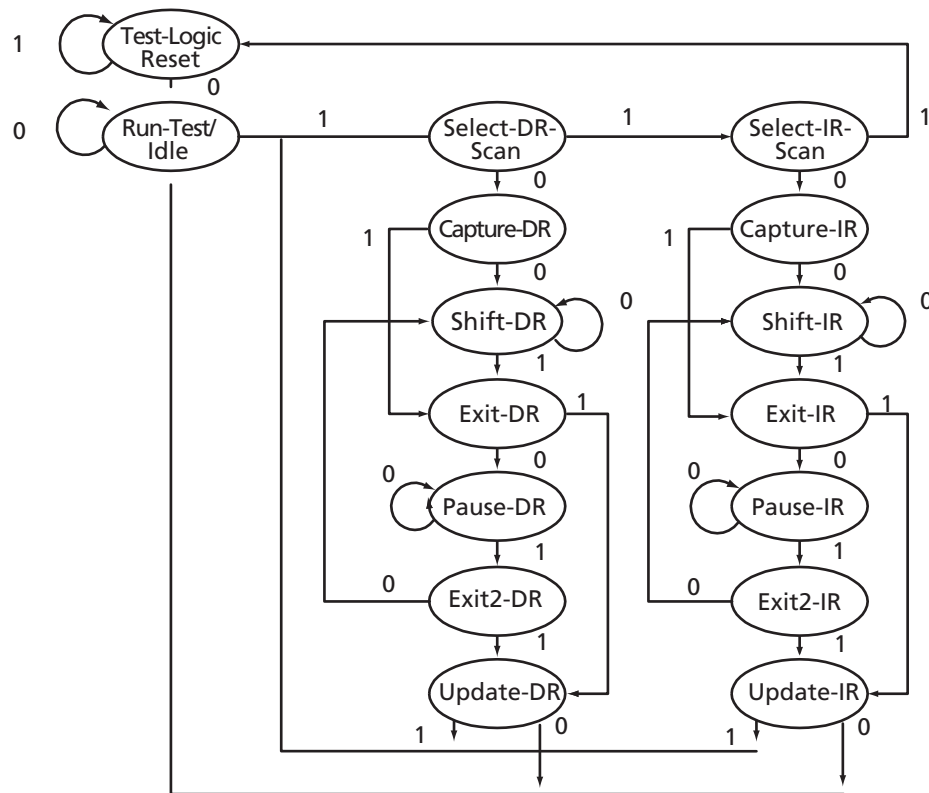 1
Test-Logic
Reset
0
0
Run-Test/
Idle
1
Select-DR-
Scan
1
Select-IR-
Scan
1
0
0
1
Capture-DR
1
Capture-IR
0
0
Shift-DR
0
Shift-IR
0
1
1
Exit-DR
1
Exit-IR
1
0
0
0
Pause-DR
0
Pause-IR
1
1
0
Exit2-DR
0
Exit2-IR
1
1
Update-DR
Update-IR
1
0
1
0